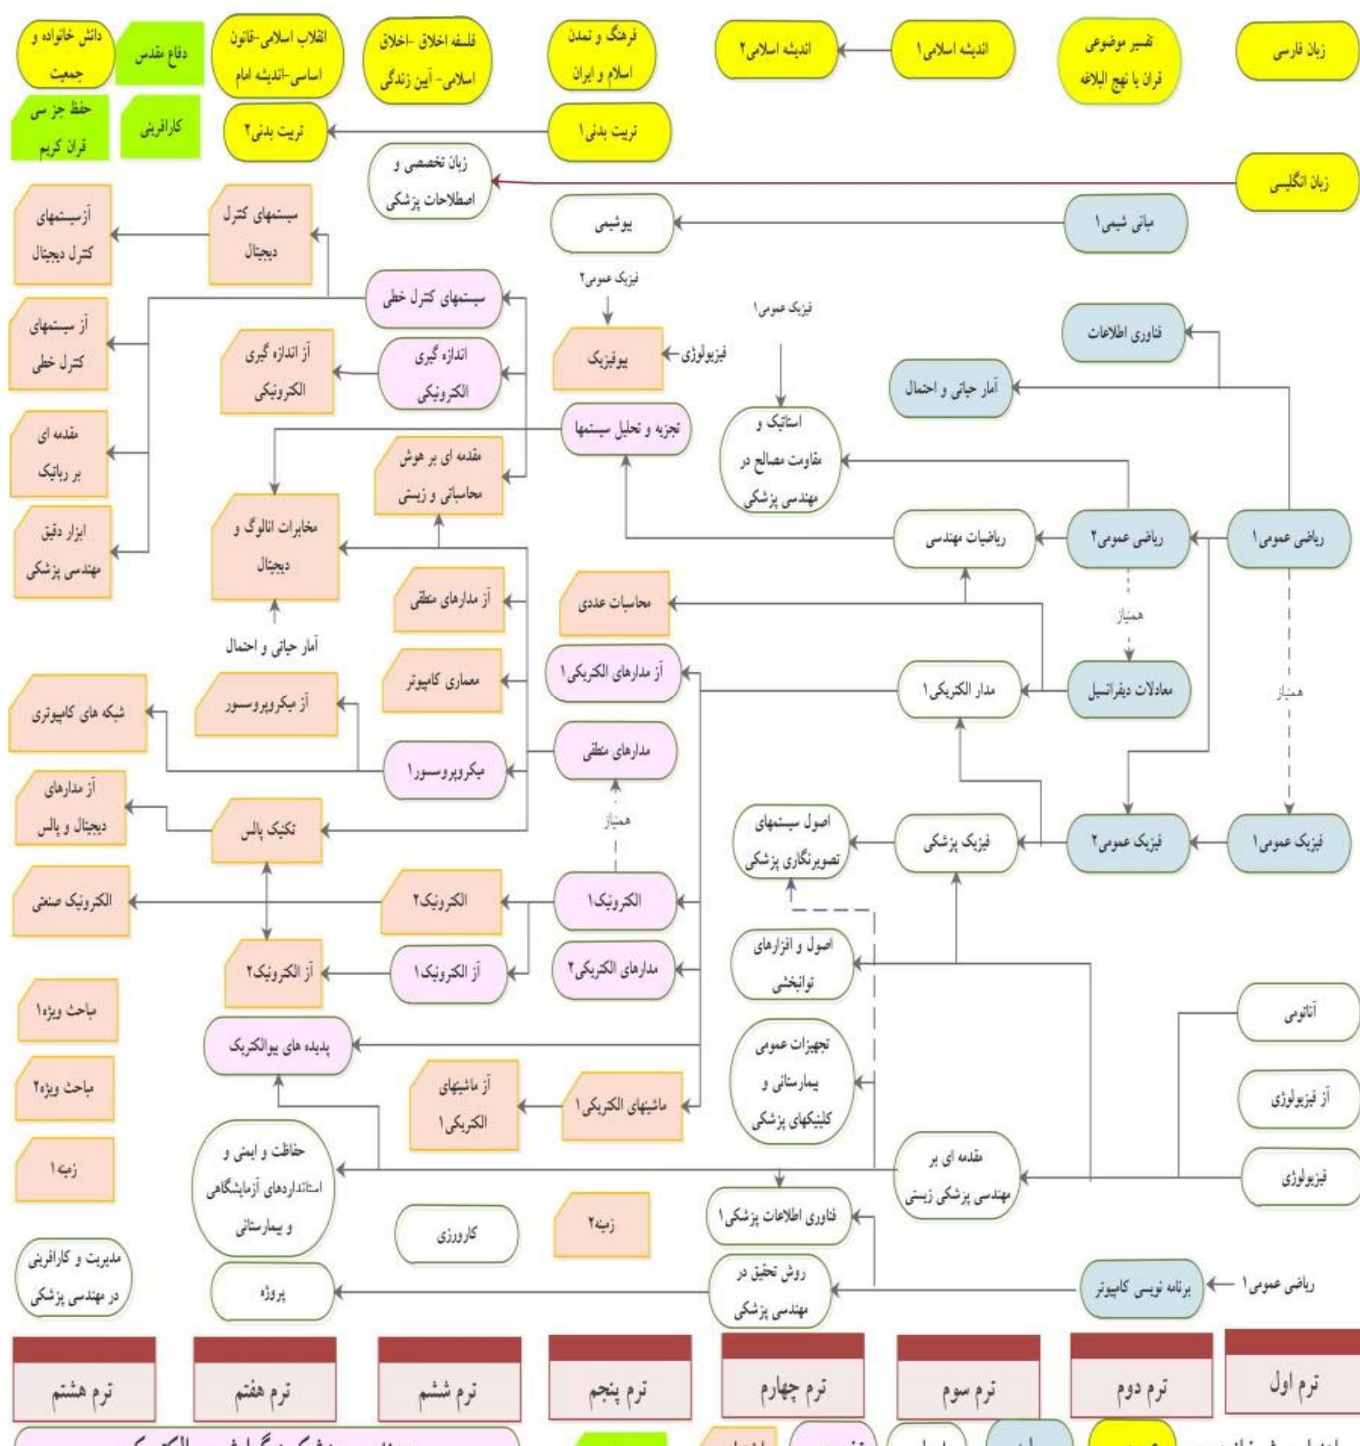 زبان فارسی
تفسیر موضوعی
قران یا نهج البلاغه
اندیشه اسلامی۱
اندیشه اسلامی۲
فرهنگ و تمدن
اسلام و ایران
فلسفه اخلاق -اخلاق
اسلامی- آیین زندگی
انقلاب اسلامی-قانون
اساسی-اندیشه امام
دفاع مقدس
دانش خانواده و
جمعیت
تربیت بدنی۱
تربیت بدنی۲
کارافرینی
حفظ جز سی
قران کریم
زبان انگلیسی
زبان تخصصی و
اصطلاحات پزشکی
مبانی شیمی۱
بیوشیمی
سیستمهای کنترل
دیجیتال
آزسیستمهای
کنترل دیجیتال
فیزیک عمومی۲
سیستمهای کنترل خطی
فیزیک عمومی۱
فناوری اطلاعات
بیوفیزیک
فیزیولوژی
آز سیستمهای
کنترل خطی
اندازه گیری
الکترونیکی
آز اندازه گیری
الکترونیکی
آمار حیاتی و احتمال
استاتیک و
مقاومت مصالح در
مهندسی پزشکی
تجزیه و تحلیل سیستمها
مقدمه ای بر هوش
محاسباتی و زیستی
مقدمه ای
بر رباتیک
ریاضی عمومی۱
ریاضی عمومی۲
ریاضیات مهندسی
مخابرات انالوگ و
دیجیتال
ابزار دقیق
مهندسی پزشکی
همنیاز
محاسبات عددی
آز مدارهای منطقی
آمار حیاتی و احتمال
معادلات دیفرانسیل
مدار الکتریکی۱
آز مدارهای الکتریکی۱
معماری کامپیوتر
آز میکروپروسسور
شبکه های کامپیوتری
همنیاز
مدارهای منطقی
میکروپروسسور۱
همنیاز
فیزیک عمومی۱
فیزیک عمومی۲
فیزیک پزشکی
اصول سیستمهای
تصویرنگاری پزشکی
تکنیک پالس
آز مدارهای
دیجیتال و پالس
الکترونیک۱
الکترونیک۲
الکترونیک صنعتی
اصول و افزارهای
توانبخشی
مدارهای الکتریکی۲
آز الکترونیک۱
آز الکترونیک۲
مباحث ویژه۱
آناتومی
تجهیزات عمومی
بیمارستانی و
کلینیکهای پزشکی
پدیده های بیوالکتریک
مباحث ویژه۲
آز فیزیولوژی
ماشینهای الکتریکی۱
آز ماشینهای
الکتریکی۱
فیزیولوژی
مقدمه ای بر
مهندسی پزشکی زیستی
حفاظت و ایمنی و
استانداردهای آزمایشگاهی
و بیمارستانی
زمینه۱
فناوری اطلاعات پزشکی۱
زمینه۲
کاروزی
مدیریت و کارافرینی
در مهندسی پزشکی
ریاضی عمومی۱
برنامه نویسی کامپیوتر
روش تحقیق در
مهندسی پزشکی
پروژه
ترم اول
ترم دوم
ترم سوم
ترم چهارم
ترم پنجم
ترم ششم
ترم هفتم
ترم هشتم